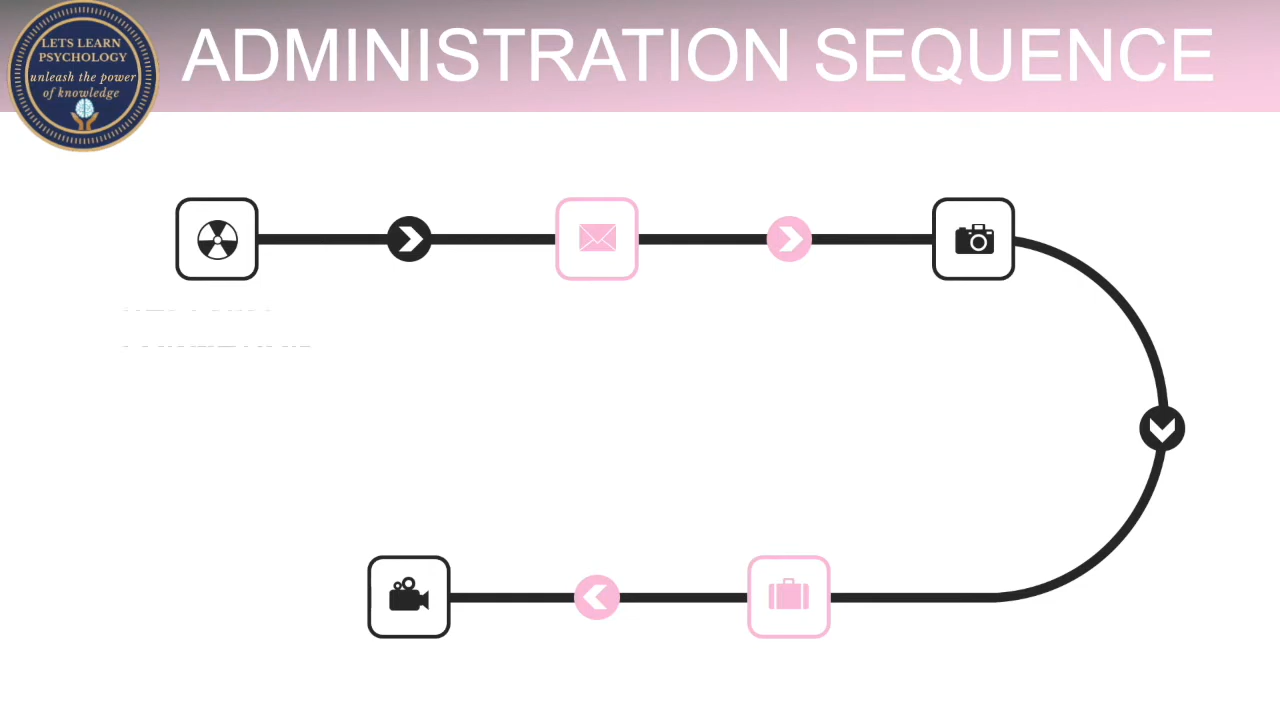 LETS LEARN
PSYCHOLOGY
unleash the power
of knowledge
ADMINISTRATION SEQUENCE